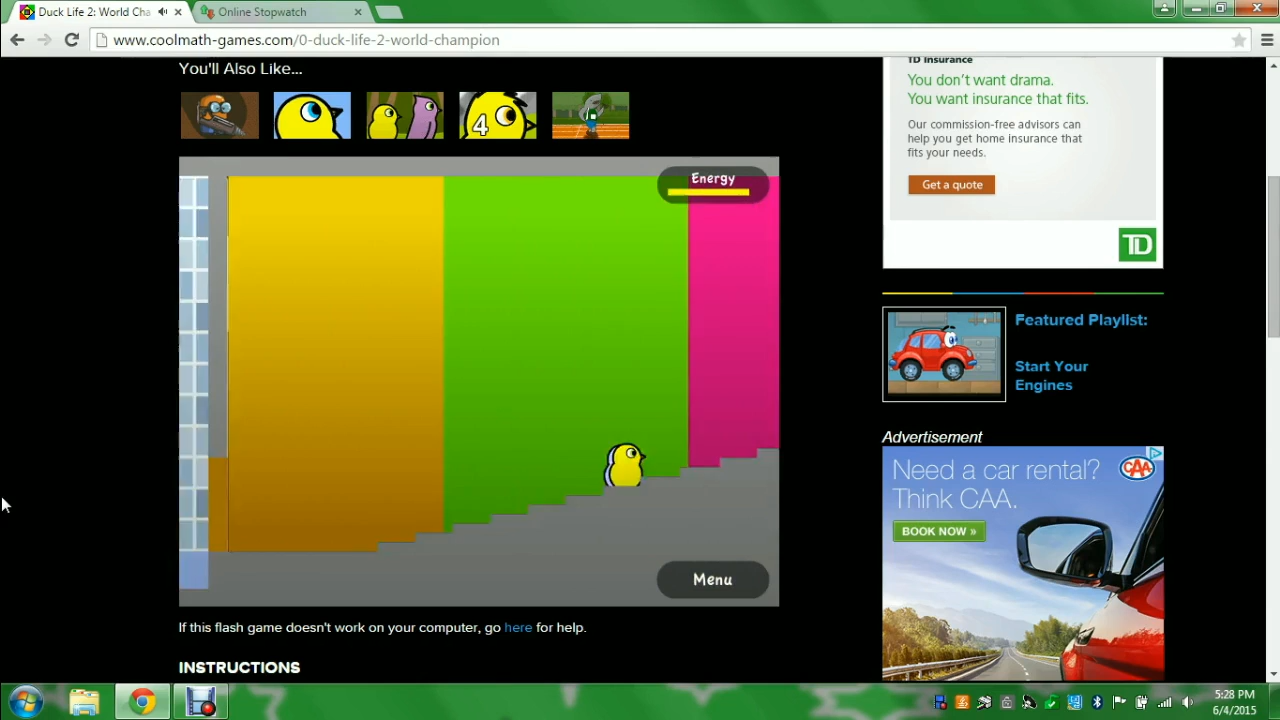 Duck Life 2: World Cha
Online Stopwatch
www.coolmath-games.com/0-duck-life-2-world-champion
You'll Also Like...
4
Energy
Menu
If this flash game doesn't work on your computer, go here for help.
INSTRUCTIONS
TD Insurance
You don't want drama.
You want insurance that fits.
Our commission-free advisors can
help you get home insurance that
fits your needs.
Get a quote
TD
Featured Playlist:
Start Your
Engines
Advertisement
Need a car rental?
Think CAA.
CAA
BOOK NOW »
5:28 PM
6/4/2015